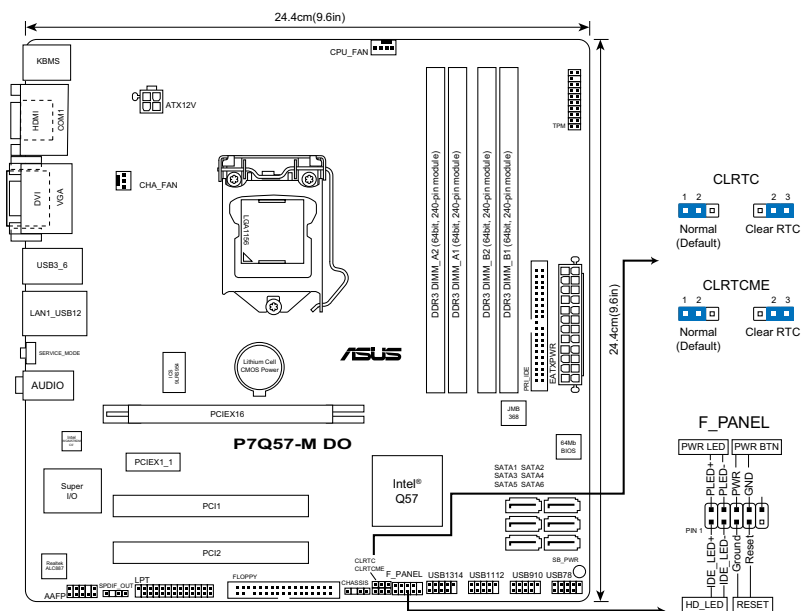 24.4cm(9.6in)
KBMS
CPU_FAN
HDMI
COM1
ATX12V
TPM
DVI
VGA
CHA_FAN
LGA1156
DDR3 DIMM_A2 (64bit, 240-pin module)
DDR3 DIMM_A1 (64bit, 240-pin module)
DDR3 DIMM_B2 (64bit, 240-pin module)
DDR3 DIMM_B1 (64bit, 240-pin module)
24.4cm(9.6in)
USB3_6
LAN1_USB12
SERVICE_MODE
AUDIO
Lithium Cell
CMOS Power
ASUS
PRI_IDE
EATXPWR
PCIEX16
P7Q57-M DO
JMB
368
64Mb
BIOS
Intel
PCIEX1_1
Super
I/O
Intel®
Q57
SATA1 SATA2
SATA3 SATA4
SATA5 SATA6
PCI1
PCI2
Realtek
ALC887
AAFP
SPDIF_OUT
LPT
FLOPPY
CHASSIS
CLRTC
CLRTCME
F_PANEL
USB1314
USB1112
USB910
USB78
SB_PWR
CLRTC
1 2
2 3
Normal
(Default)
Clear RTC
CLRTCME
1 2
2 3
Normal
(Default)
Clear RTC
F_PANEL
PWR LED
PWR BTN
PLED+
PLED-
PWR
GND
PIN 1
IDE_LED+
IDE_LED-
Ground
Reset
HD_LED
RESET